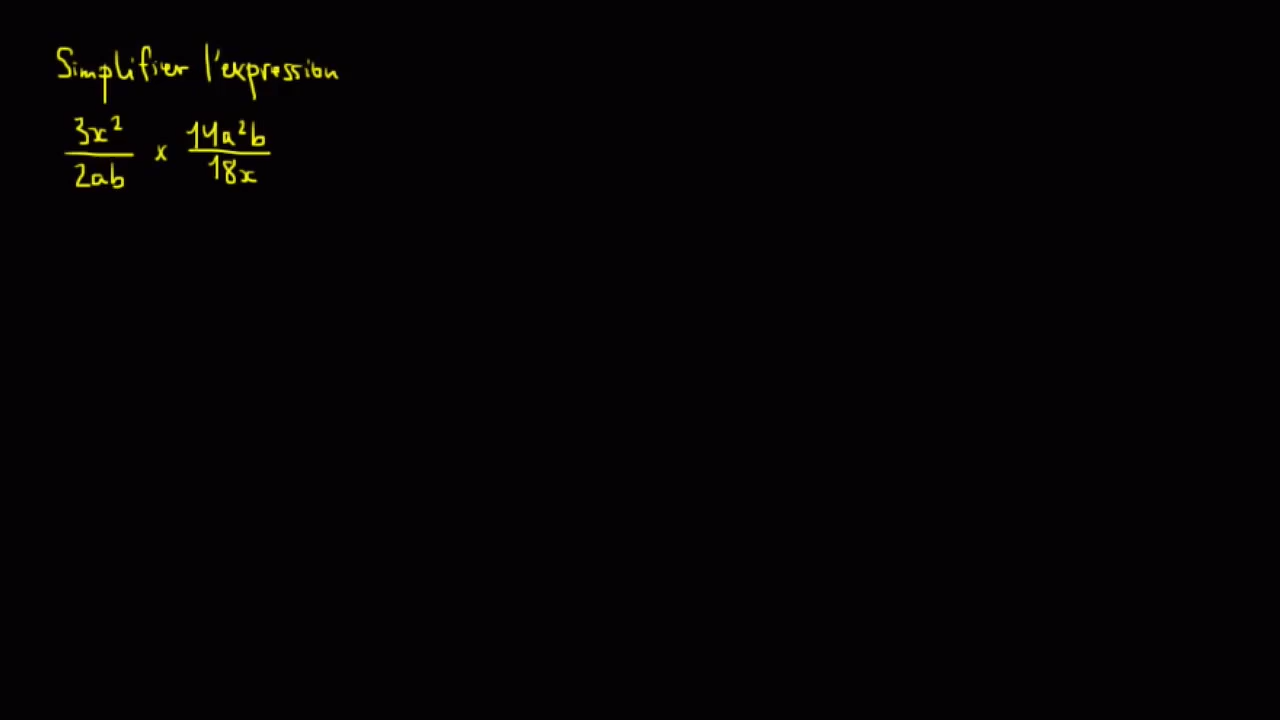 Simplifier l'expression
3x² / 2ab × 14a²b / 18x